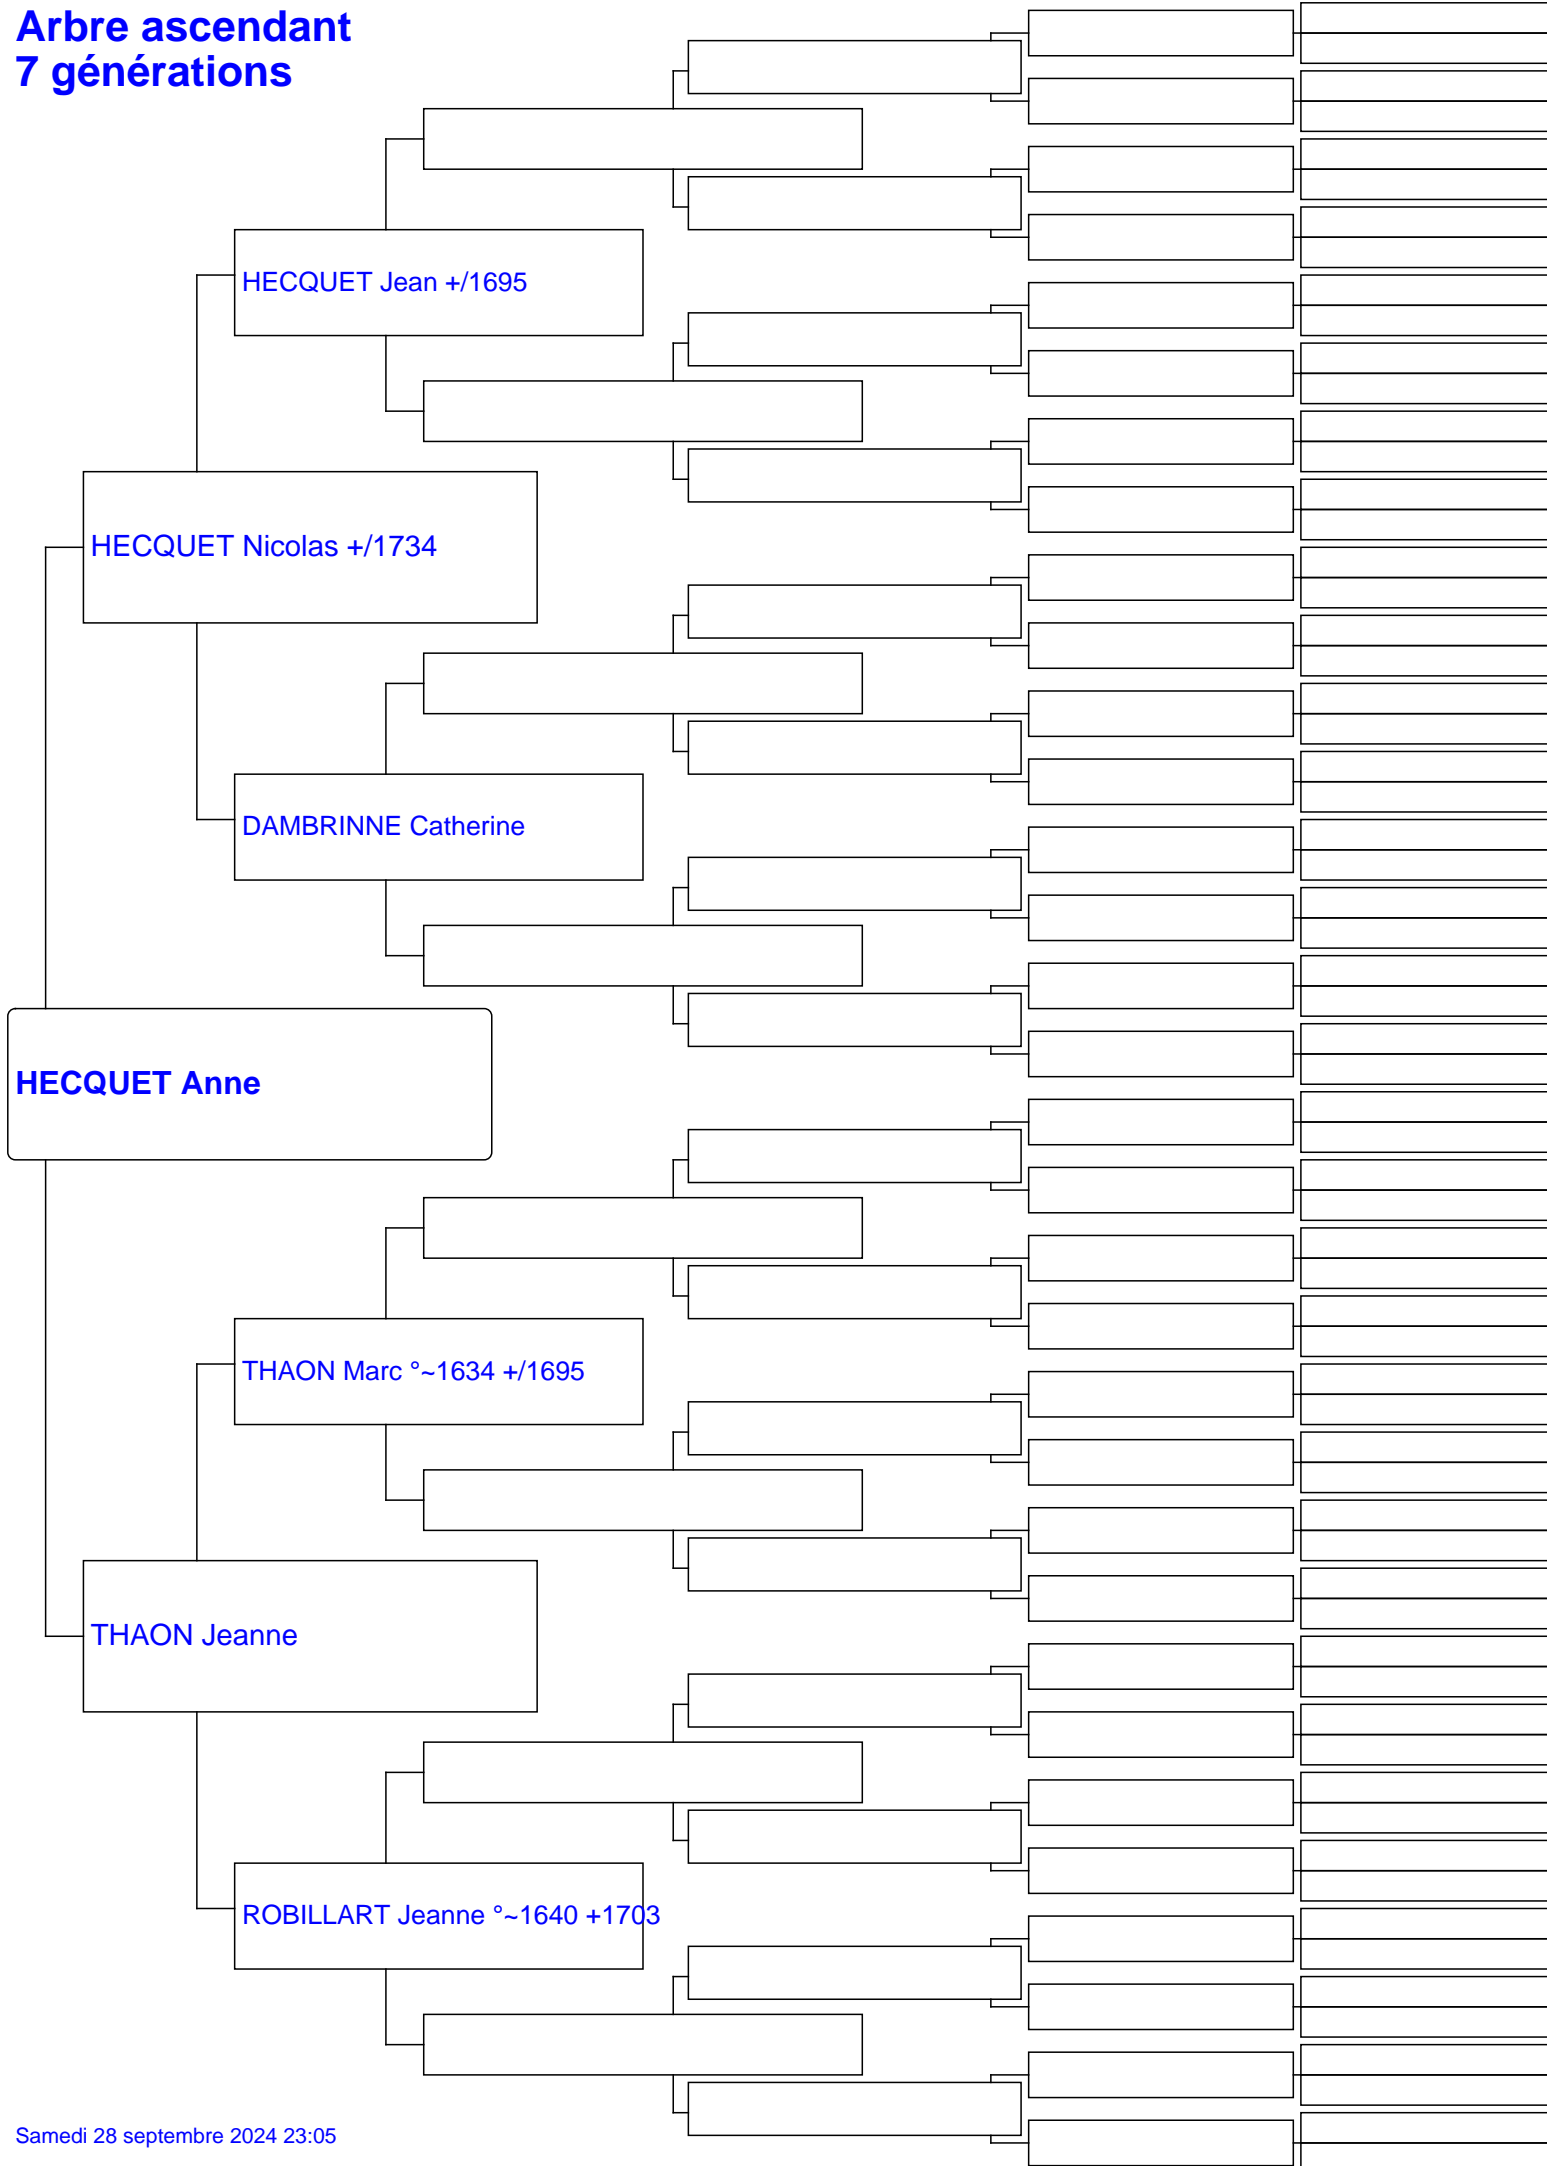 Arbre ascendant
7 générations
HECQUET Jean +/1695
HECQUET Nicolas +/1734
DAMBRINNE Catherine
HECQUET Anne
THAON Marc °~1634 +/1695
THAON Jeanne
ROBILLART Jeanne °~1640 +1703
Samedi 28 septembre 2024 23:05